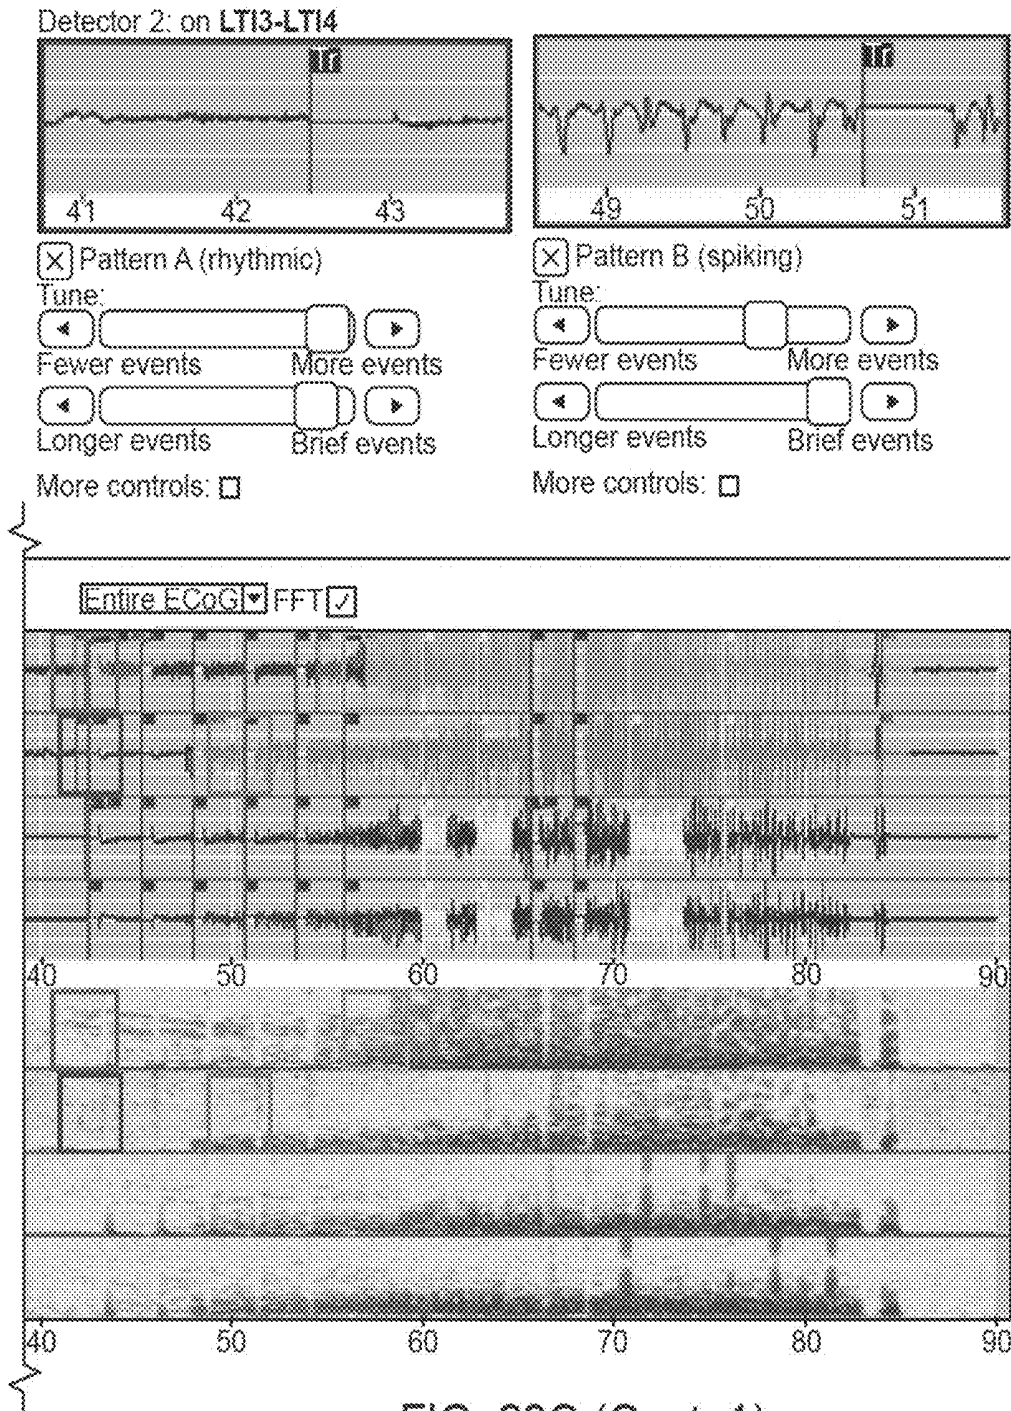 Detector 2: on LTI3-LTI4
Tr
Tr
41 42 43
49 50 51
X Pattern A (rhythmic)
X Pattern B (spiking)
Tune:
Tune:
Fewer events More events
Fewer events More events
Longer events Brief events
Longer events Brief events
More controls:
More controls:
Entire ECoG FFT
40 50 60 70 80 90
40 50 60 70 80 90